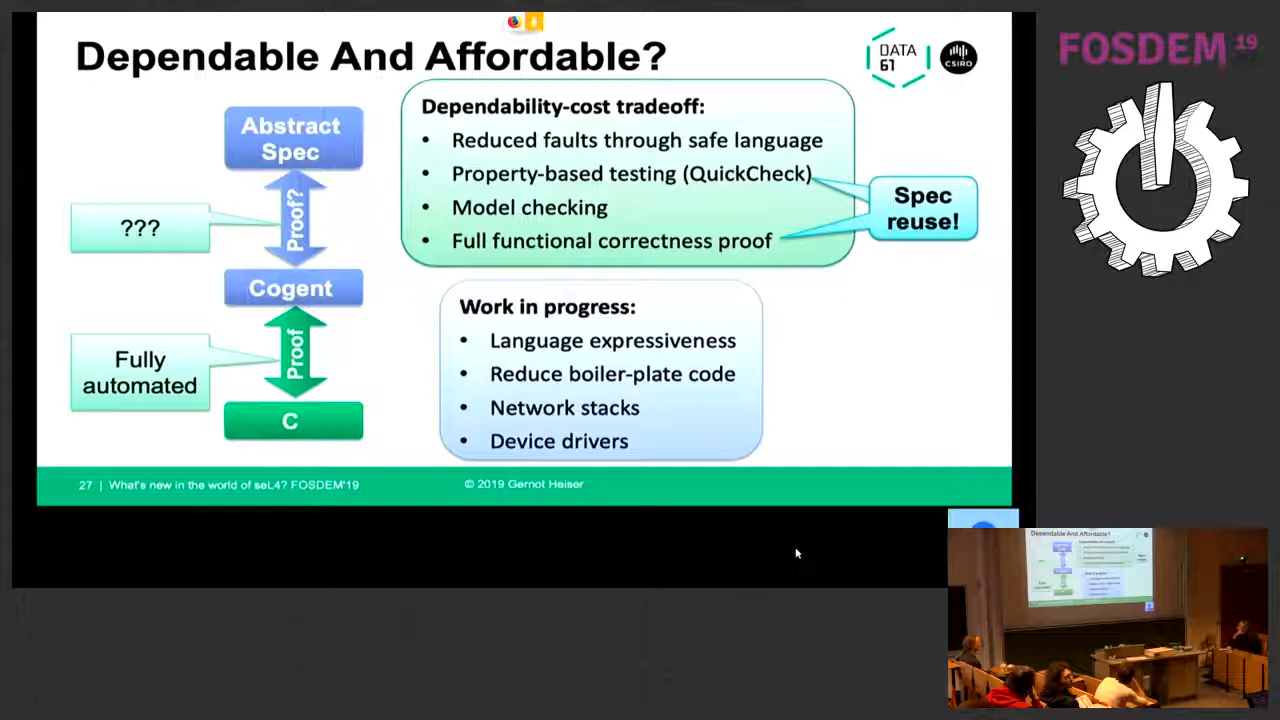 Dependable And Affordable?
DATA
61
CSIRO
FOSDEM 19
Abstract
Spec
Proof?
???
Cogent
Proof
Fully
automated
C
Dependability-cost tradeoff:
• Reduced faults through safe language
• Property-based testing (QuickCheck)
• Model checking
• Full functional correctness proof
Spec
reuse!
Work in progress:
• Language expressiveness
• Reduce boiler-plate code
• Network stacks
• Device drivers
27 | What's new in the world of seL4? FOSDEM'19
© 2019 Gernot Heiser
Dependable And Affordable?